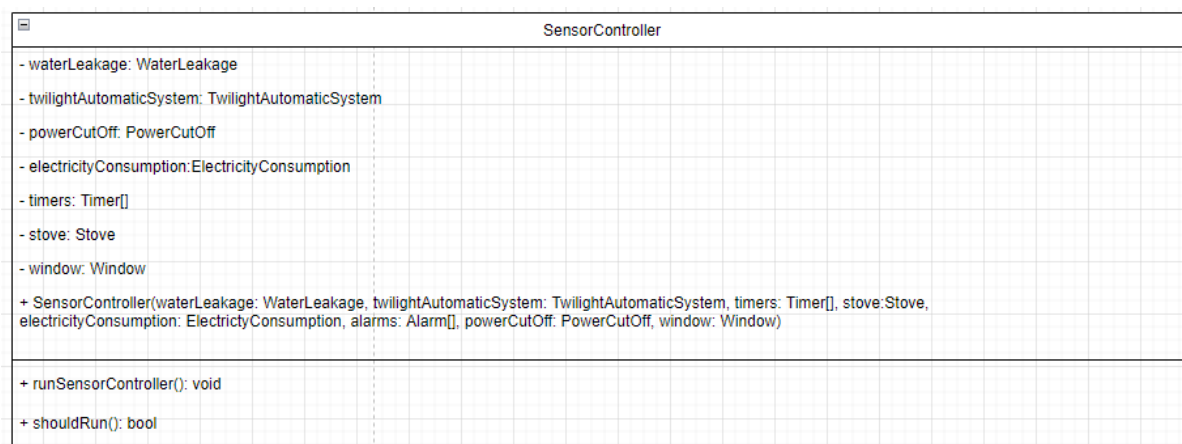 SensorController
- waterLeakage: WaterLeakage
- twilightAutomaticSystem: TwilightAutomaticSystem
- powerCutOff: PowerCutOff
- electricityConsumption:ElectricityConsumption
- timers: Timer[]
- stove: Stove
- window: Window
+ SensorController(waterLeakage: WaterLeakage, twilightAutomaticSystem: TwilightAutomaticSystem, timers: Timer[], stove:Stove,
electricityConsumption: ElectrictyConsumption, alarms: Alarm[], powerCutOff: PowerCutOff, window: Window)
+ runSensorController(): void
+ shouldRun(): bool